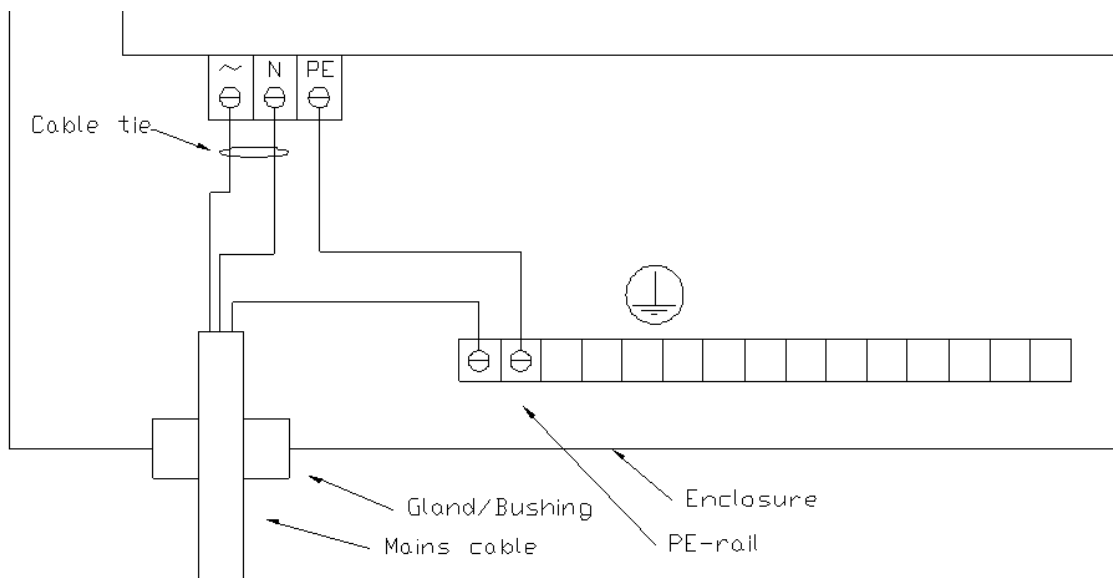 ~ N PE
Cable tie
Enclosure
Gland/Bushing
PE-rail
Mains cable